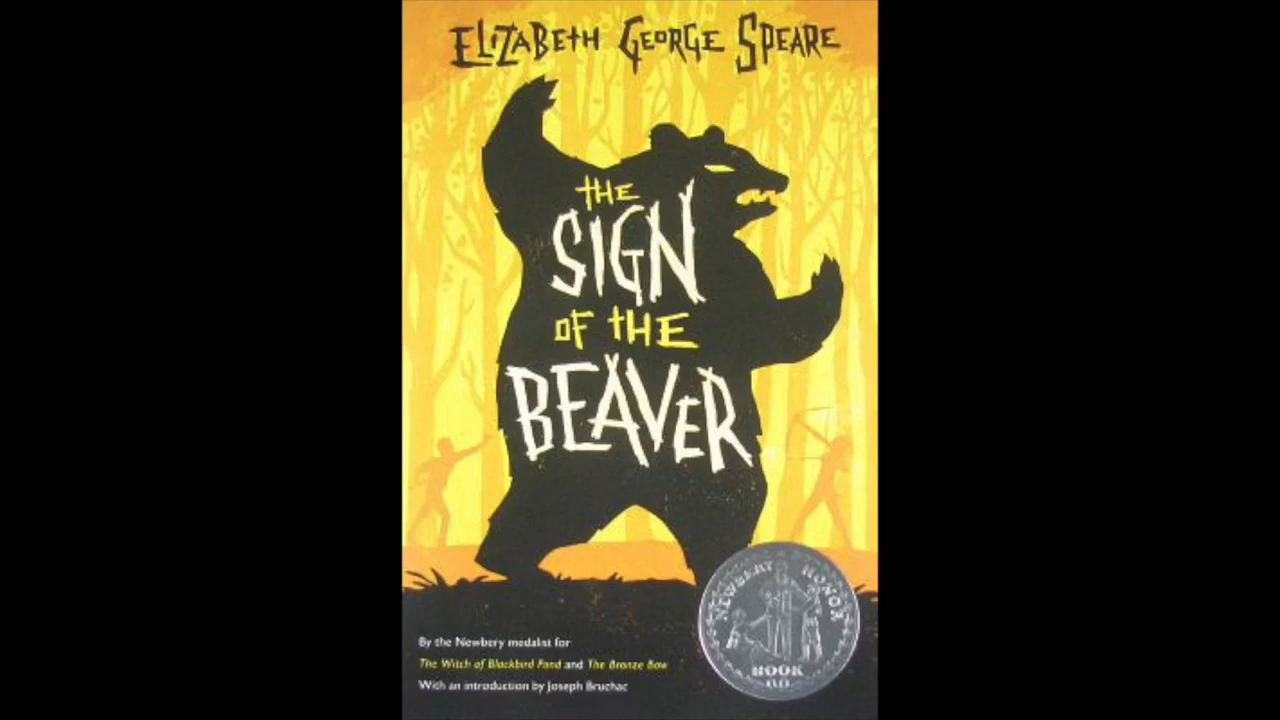 ELIZABETH GEORGE SPEARE
THE
SIGN
OF THE
BEAVER
NEWBERY HONOR
BOOK
By the Newbery medalist for
The Witch of Blackbird Pond and The Bronze Bow
With an introduction by Joseph Bruchac